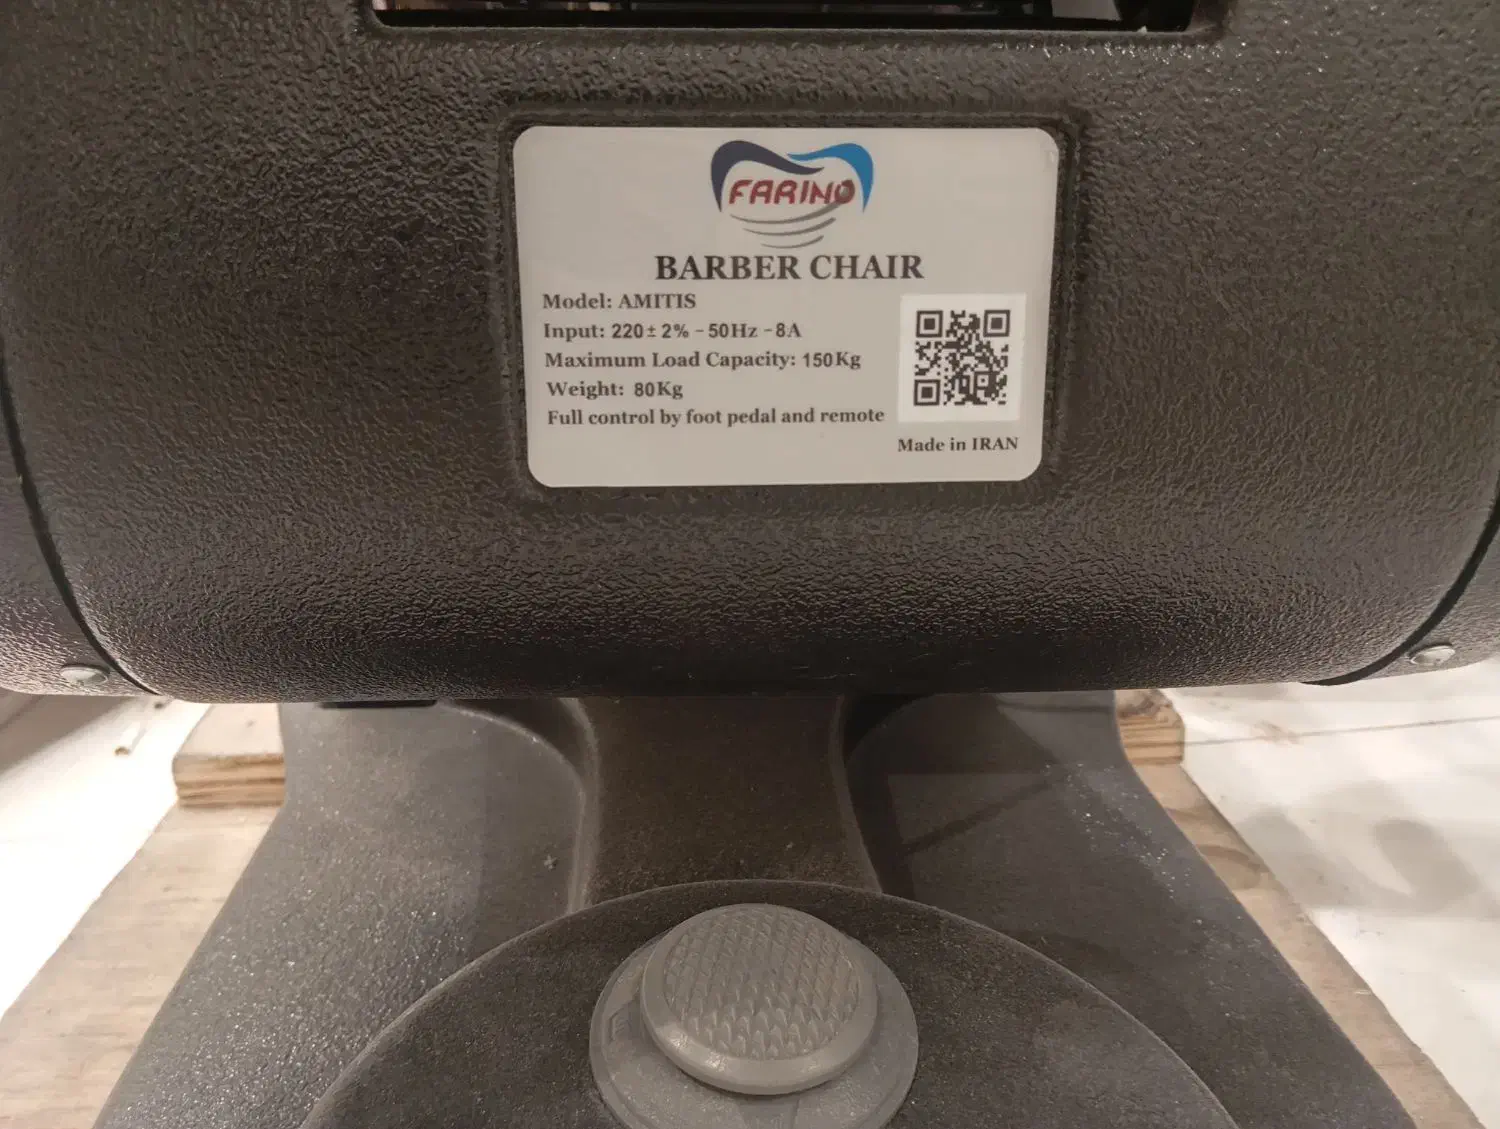 FARINO
BARBER CHAIR
Model: AMITIS
Input: 220 ± 2% - 50Hz - 8A
Maximum Load Capacity: 150Kg
Weight: 80Kg
Full control by foot pedal and remote
Made in IRAN